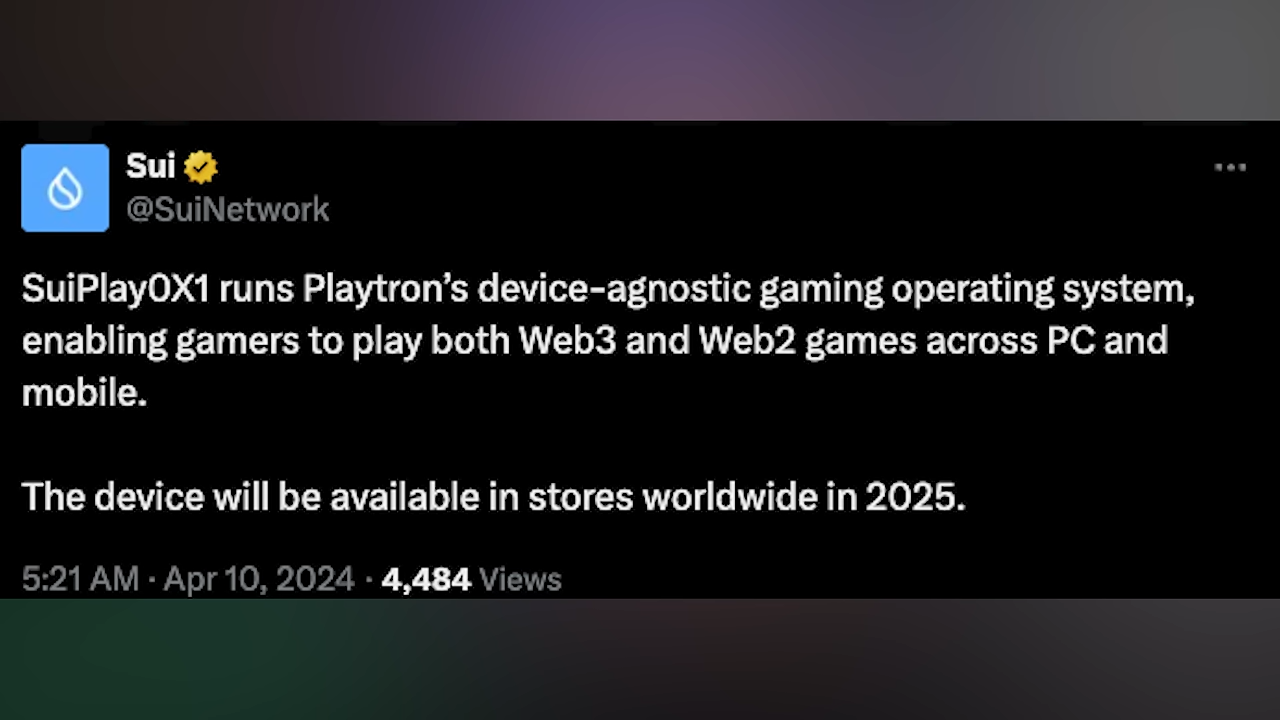 Sui
@SuiNetwork
SuiPlay0X1 runs Playtron’s device-agnostic gaming operating system,
enabling gamers to play both Web3 and Web2 games across PC and
mobile.
The device will be available in stores worldwide in 2025.
5:21 AM · Apr 10, 2024 · 4,484 Views